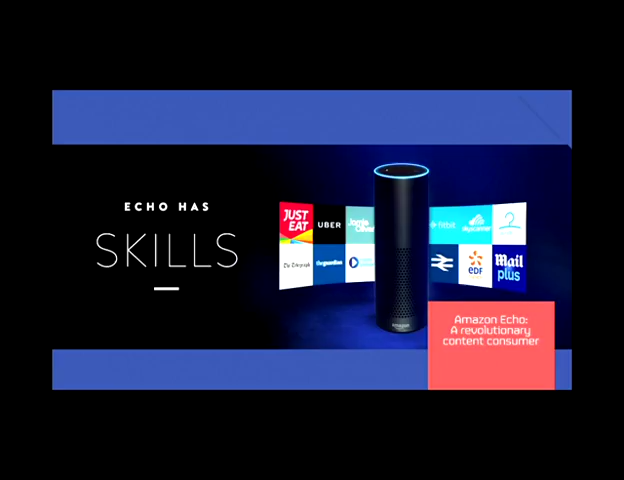 ECHO HAS
SKILLS
JUST
EAT
UBER
Jamie
Oliver
fitbit
The Telegraph
theguardian
edf
Mail
plus
amazon
Amazon Echo:
A revolutionary
content consumer